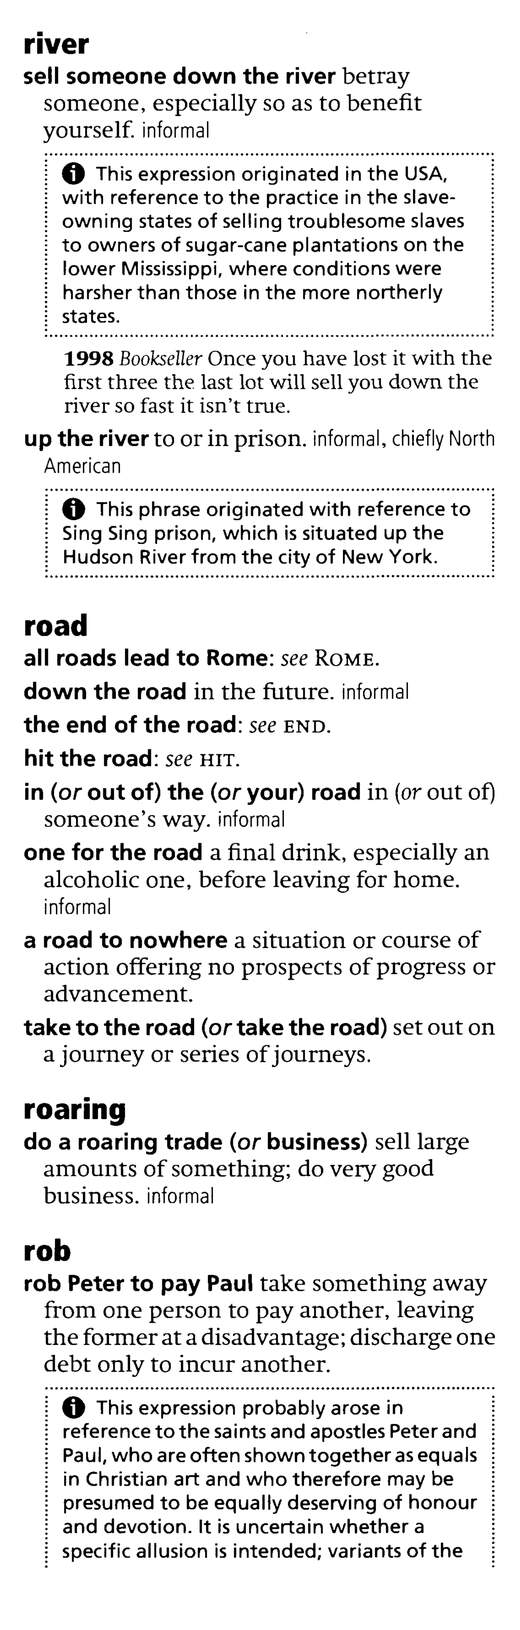 river
sell someone down the river betray
someone, especially so as to benefit
yourself. informal
This expression originated in the USA,
with reference to the practice in the slave-
owning states of selling troublesome slaves
to owners of sugar-cane plantations on the
lower Mississippi, where conditions were
harsher than those in the more northerly
states.
1998 Bookseller Once you have lost it with the
first three the last lot will sell you down the
river so fast it isn't true.
up the river to or in prison. informal, chiefly North
American
This phrase originated with reference to
Sing Sing prison, which is situated up the
Hudson River from the city of New York.
road
all roads lead to Rome: see ROME.
down the road in the future. informal
the end of the road: see END.
hit the road: see HIT.
in (or out of) the (or your) road in (or out of)
someone's way. informal
one for the road a final drink, especially an
alcoholic one, before leaving for home.
informal
a road to nowhere a situation or course of
action offering no prospects of progress or
advancement.
take to the road (or take the road) set out on
a journey or series of journeys.
roaring
do a roaring trade (or business) sell large
amounts of something; do very good
business. informal
rob
rob Peter to pay Paul take something away
from one person to pay another, leaving
the former at a disadvantage; discharge one
debt only to incur another.
This expression probably arose in
reference to the saints and apostles Peter and
Paul, who are often shown together as equals
in Christian art and who therefore may be
presumed to be equally deserving of honour
and devotion. It is uncertain whether a
specific allusion is intended; variants of the